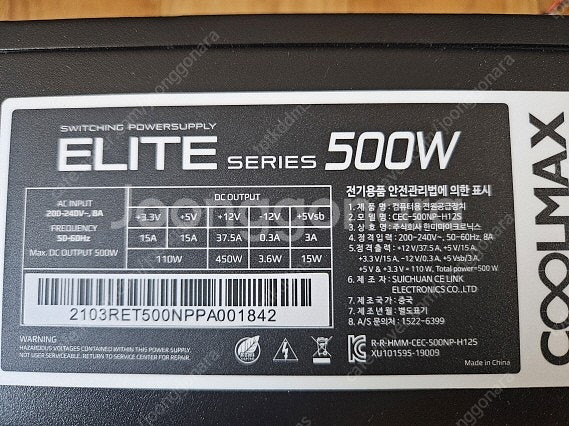 SWITCHING POWERSUPPLY
ELITE SERIES 500W
AC INPUT
200-240V~, 8A
FREQUENCY
50-60Hz
Max. DC OUTPUT 500W
DC OUTPUT
+3.3V +5V +12V -12V +5Vsb
15A 15A 37.5A 0.3A 3A
110W 450W 3.6W 15W
2103RET500NPPA001842
WARNING
HAZARDOUS VOLTAGES CONTAINED WITHIN THIS POWER SUPPLY
NOT USER SERVICEABLE. RETURN TO SERVICE CENTER FOR REPAIR.
전기용품 안전관리법에 의한 표시
1. 제 품 명 : 컴퓨터용 전원공급장치
2. 모 델 명 : CEC-500NP-H12S
3. 상 호 명 : 주식회사 한미마이크로닉스
4. 정격 입력 : 200-240V~, 50-60Hz, 8A
5. 정격 출력 : +12V/37.5A, +5V/15A,
+3.3V/15A, -12V/0.3A, +5Vsb/3A
+5V & +3.3V = 110W, Total power=500W
6. 제 조 자 : SUICHUAN CE LINK
ELECTRONICS CO.,LTD
7. 제조 국가 : 중국
7. 제조 년월 : 별도표기
8. A/S 문의처 : 1522-6399
R-R-HMM-CEC-500NP-H12S
XU101595-19009
Made in China
COOLMAX
joonggonara